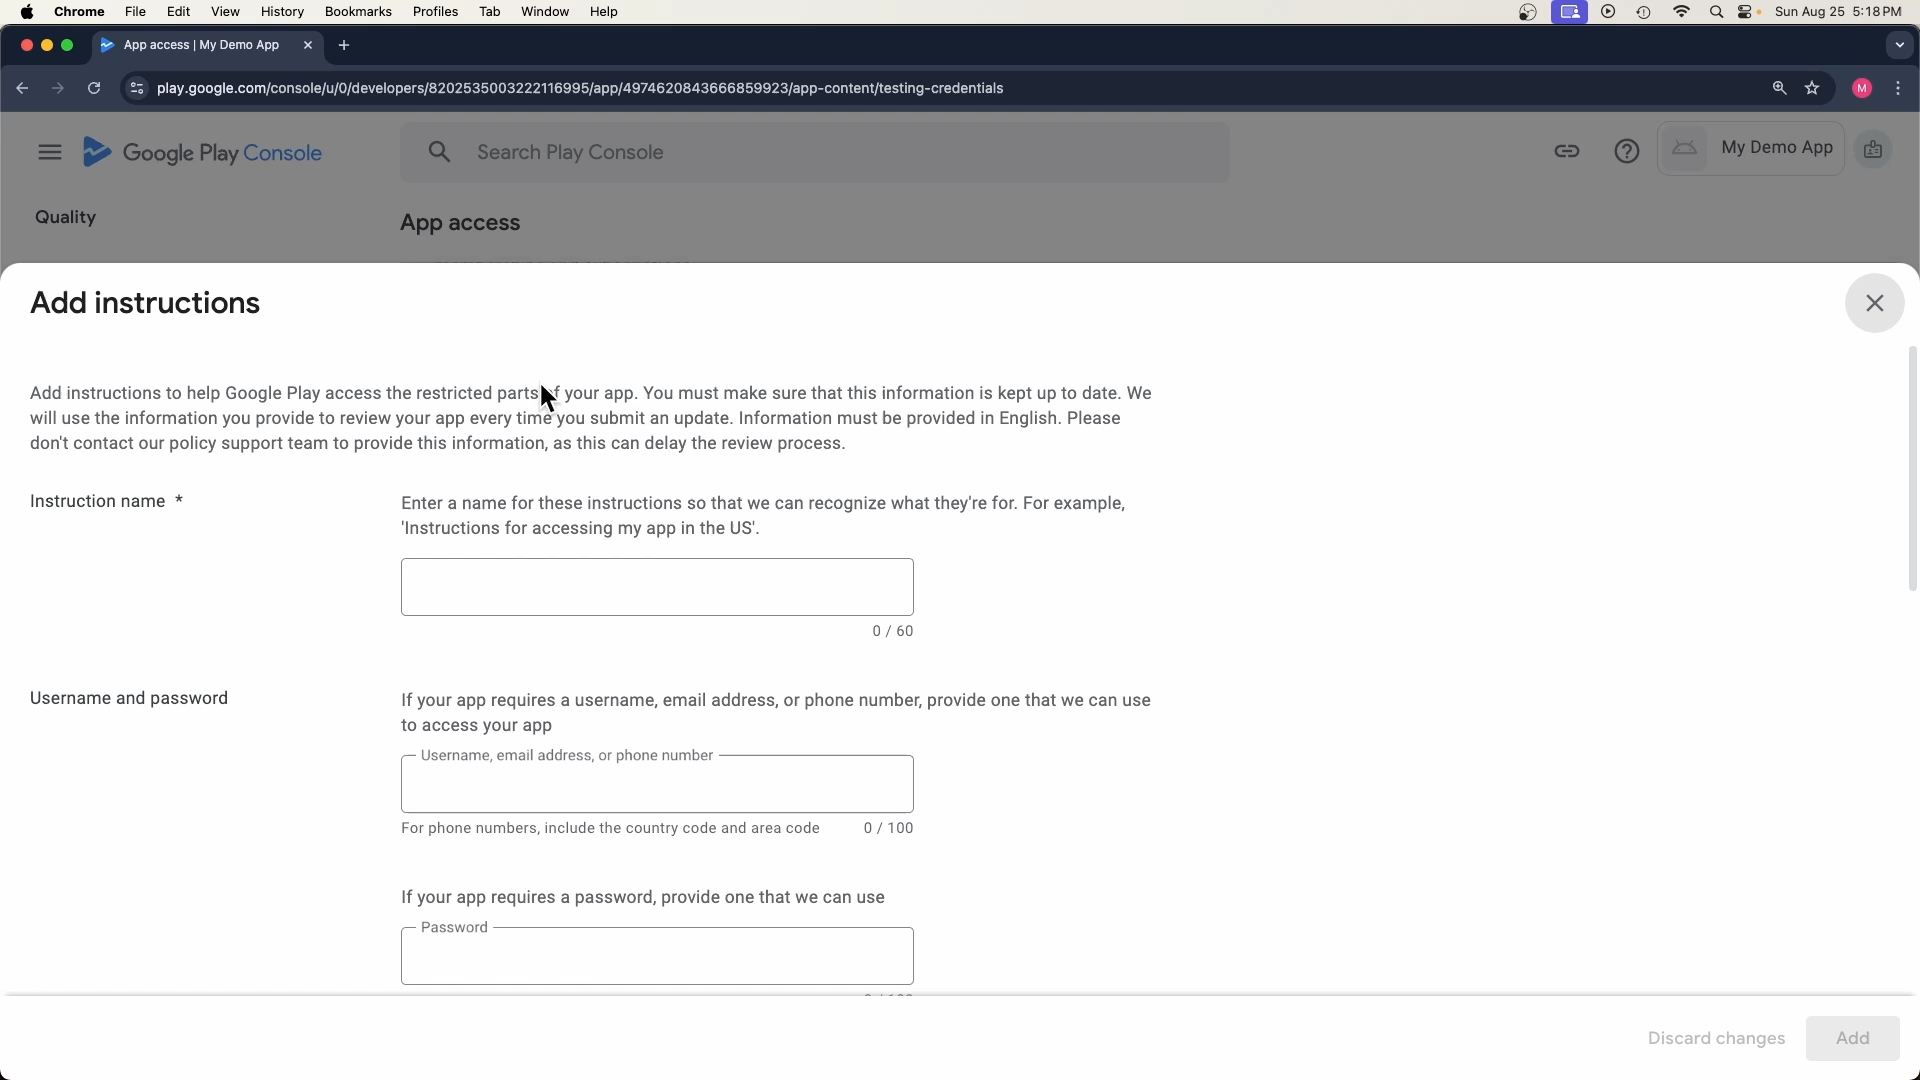 Chrome File Edit View History Bookmarks Profiles Tab Window Help Sun Aug 25 5:18 PM
App access | My Demo App
play.google.com/console/u/0/developers/8202535003222116995/app/4974620843666859923/app-content/testing-credentials
M
Google Play Console
Search Play Console
My Demo App
Quality
App access
Add instructions
Add instructions to help Google Play access the restricted parts of your app. You must make sure that this information is kept up to date. We
will use the information you provide to review your app every time you submit an update. Information must be provided in English. Please
don't contact our policy support team to provide this information, as this can delay the review process.
Instruction name *
Enter a name for these instructions so that we can recognize what they're for. For example,
'Instructions for accessing my app in the US'.
0 / 60
Username and password
If your app requires a username, email address, or phone number, provide one that we can use
to access your app
Username, email address, or phone number
For phone numbers, include the country code and area code 0 / 100
If your app requires a password, provide one that we can use
Password
Discard changes Add